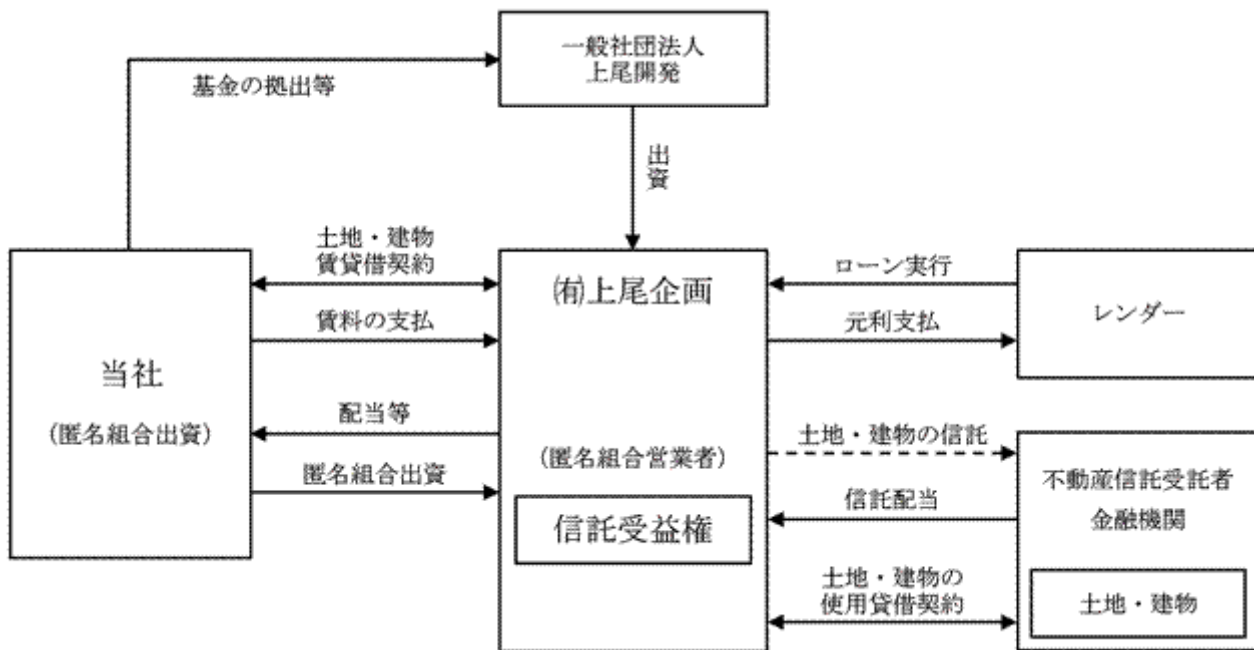 一般社団法人
上尾開発
基金の拠出等
出資
土地・建物
賃貸借契約
賃料の支払
配当等
匿名組合出資
当社
(匿名組合出資)
㈲上尾企画
(匿名組合営業者)
信託受益権
ローン実行
元利支払
レンダー
土地・建物の信託
信託配当
土地・建物の
使用貸借契約
不動産信託受託者
金融機関
土地・建物